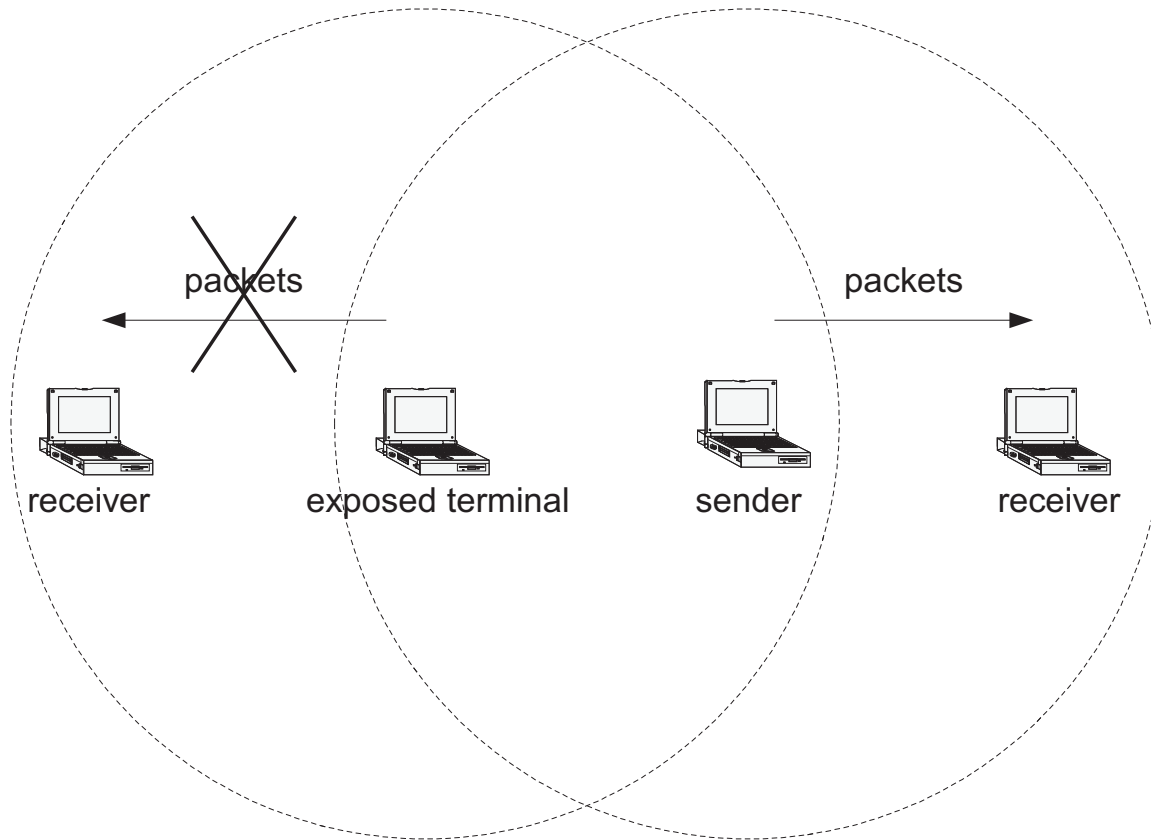 packets
packets
receiver
exposed terminal
sender
receiver